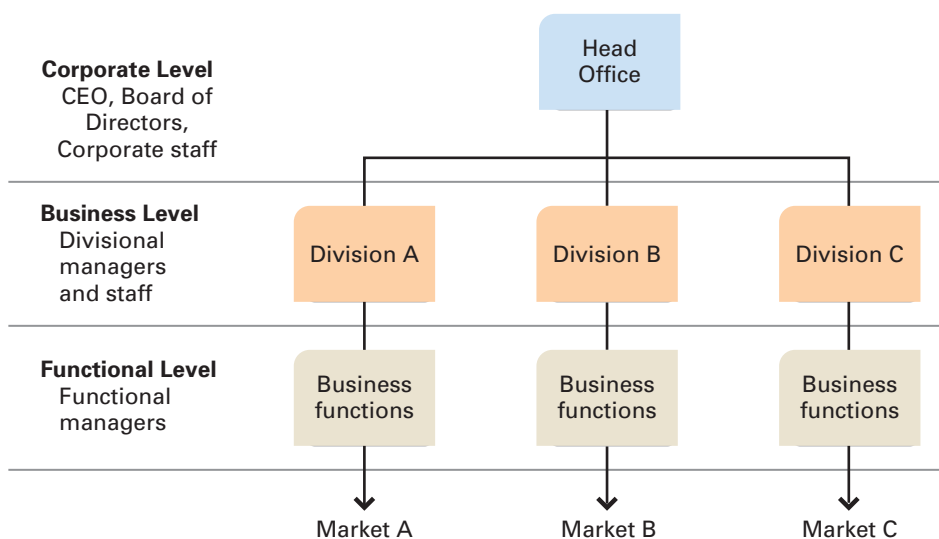 Head
Office
Corporate Level
CEO, Board of
Directors,
Corporate staff
Business Level
Divisional
managers
and staff
Division A
Division B
Division C
Functional Level
Functional
managers
Business
functions
Business
functions
Business
functions
Market A
Market B
Market C